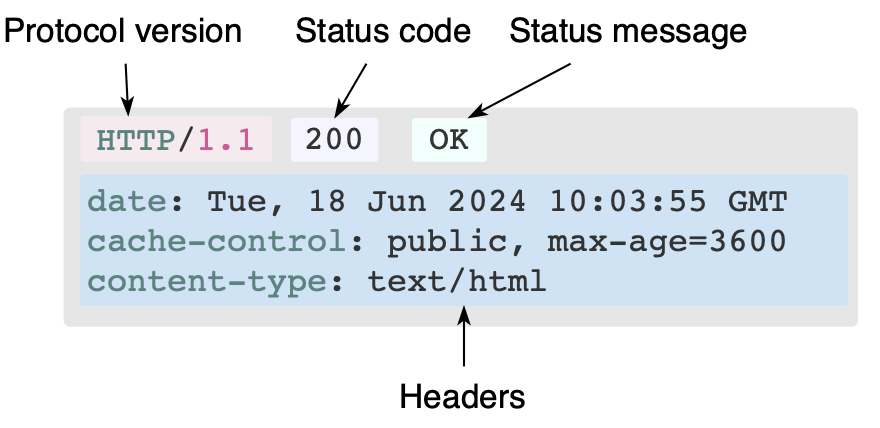 Protocol version Status code Status message
HTTP/1.1 200 OK
date: Tue, 18 Jun 2024 10:03:55 GMT
cache-control: public, max-age=3600
content-type: text/html
Headers